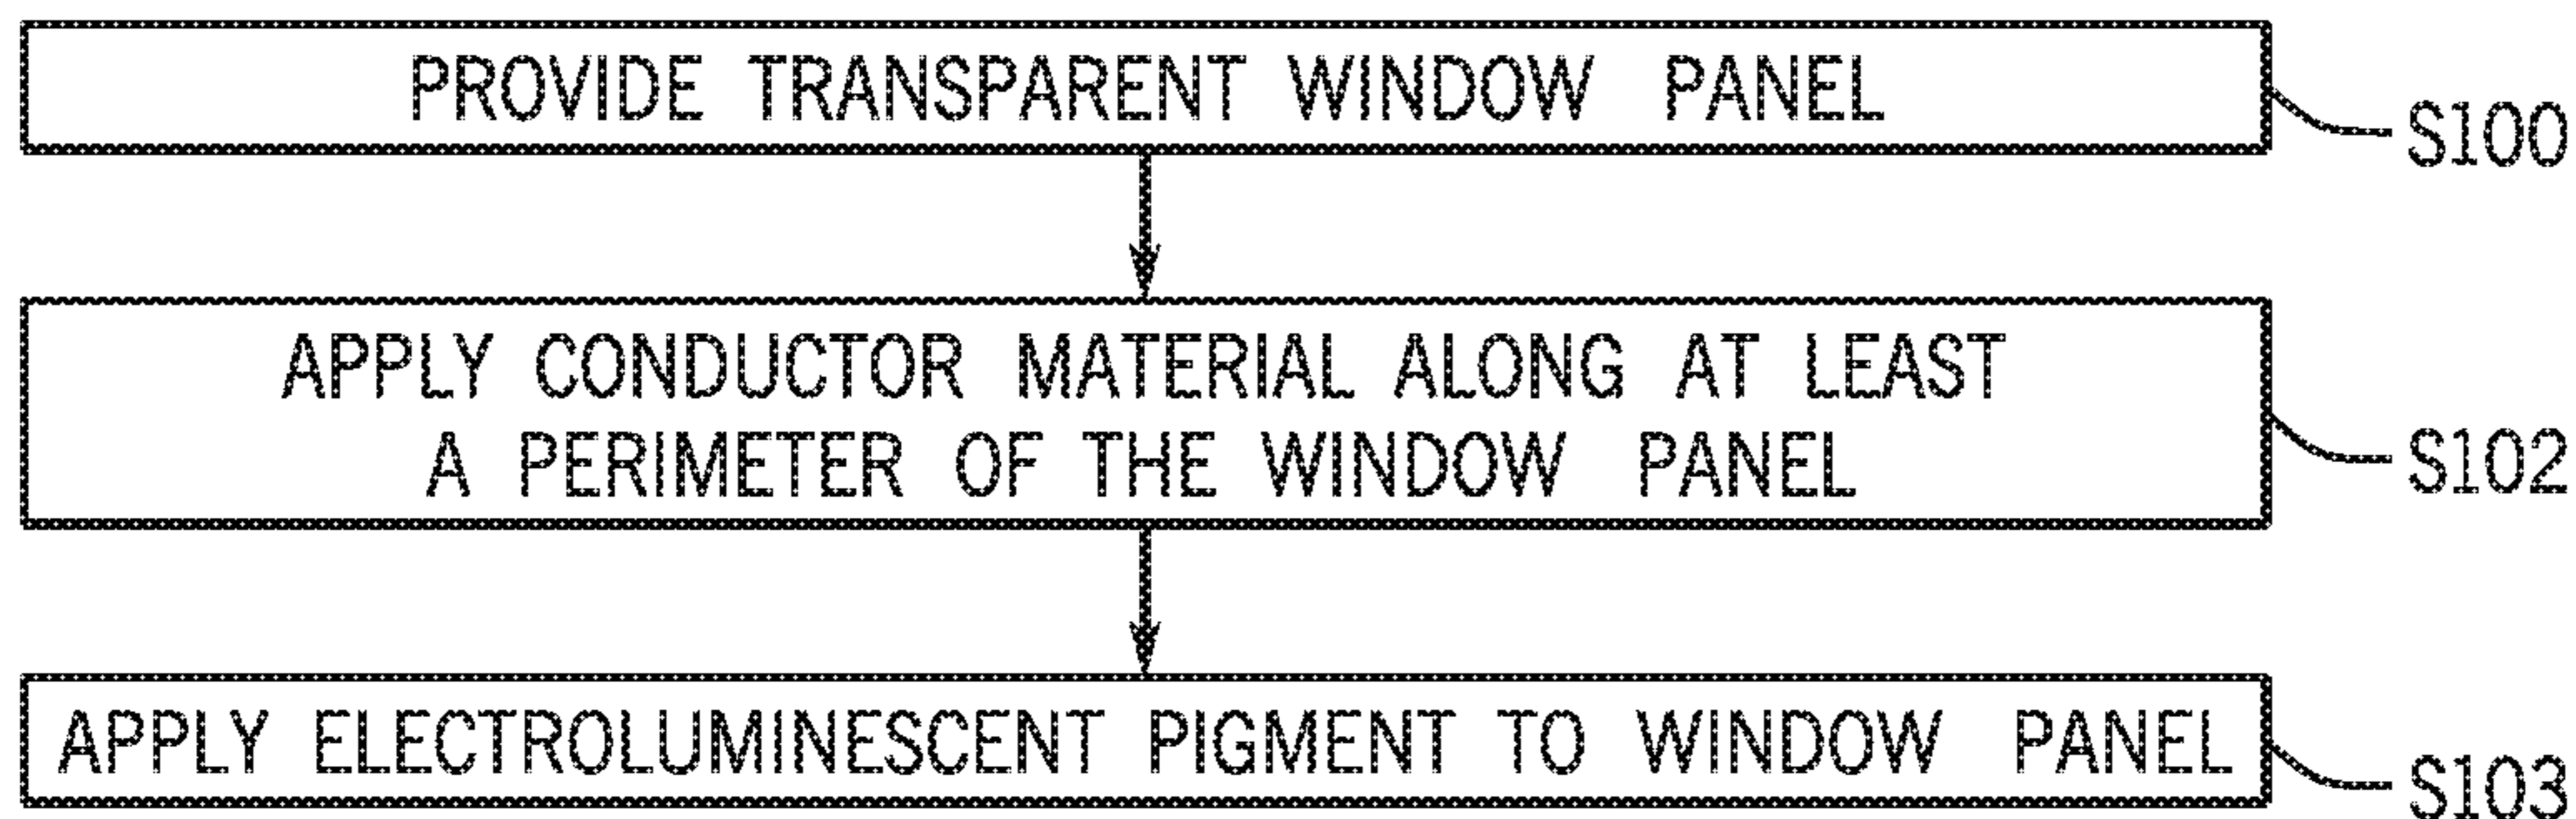 PROVIDE TRANSPARENT WINDOW PANEL
S100
APPLY CONDUCTOR MATERIAL ALONG AT LEAST
A PERIMETER OF THE WINDOW PANEL
S102
APPLY ELECTROLUMINESCENT PIGMENT TO WINDOW PANEL
S103